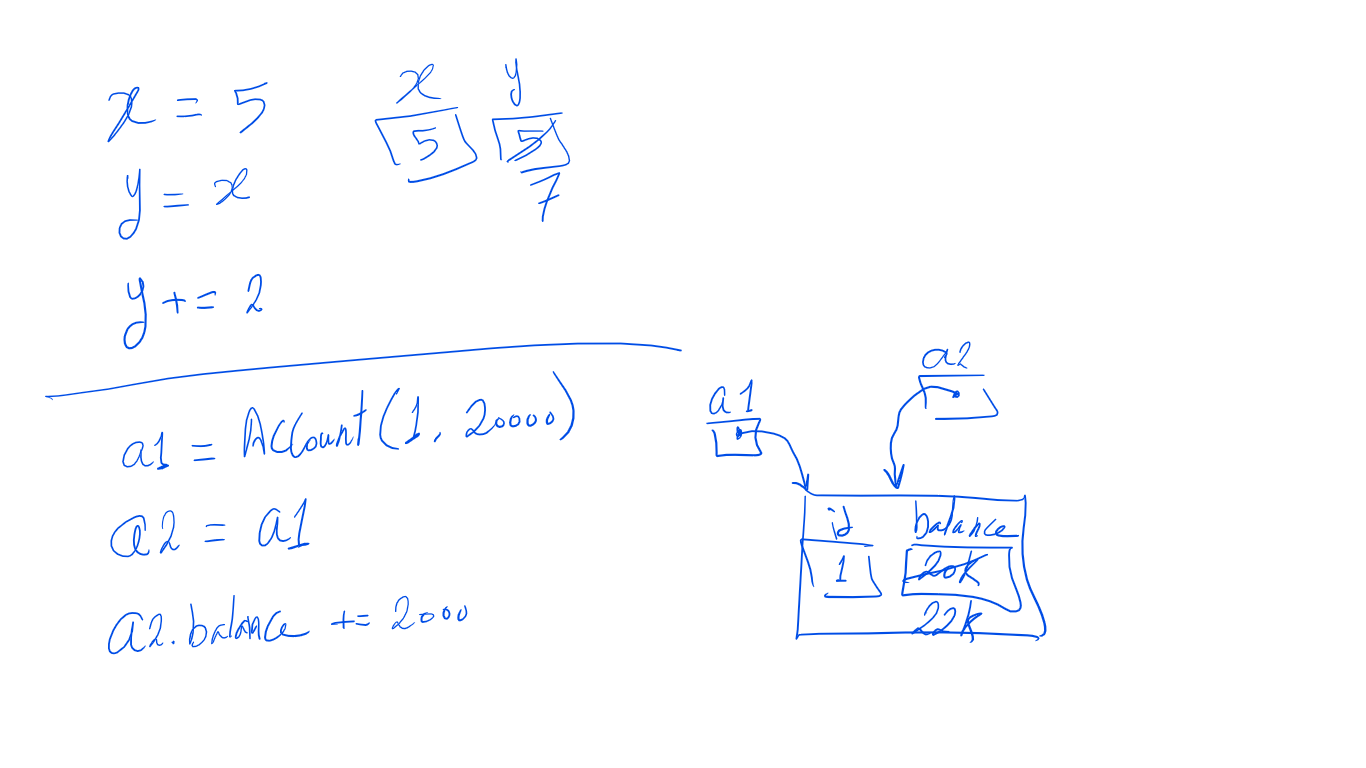 x = 5
y = x
y += 2
x y
5 5
7
a1 = Account(1, 20000)
a2 = a1
a2.balance += 2000
a1
a2
id balance
1 20k
22k